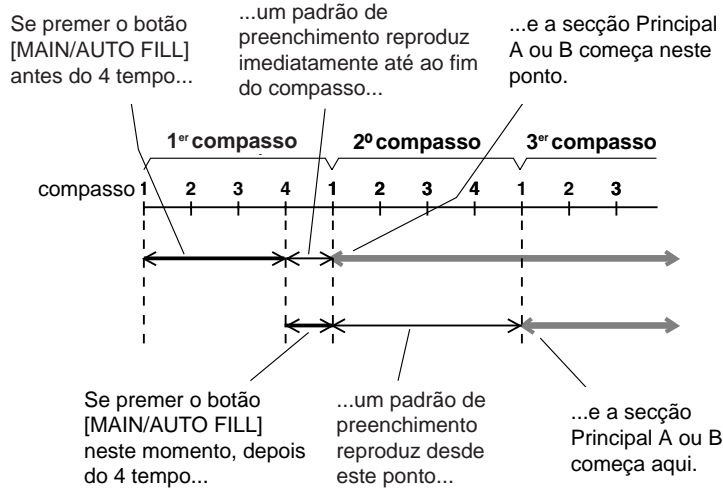 Se premer o botão
[MAIN/AUTO FILL]
antes do 4 tempo...
...um padrão de
preenchimento reproduz
imediatamente até ao fim
do compasso...
...e a secção Principal
A ou B começa neste
ponto.
1er compasso 2º compasso 3er compasso
compasso 1 2 3 4 1 2 3 4 1 2 3
Se premer o botão
[MAIN/AUTO FILL]
neste momento, depois
do 4 tempo...
...um padrão de
preenchimento
reproduz desde
este ponto...
...e a secção
Principal A ou B
começa aqui.